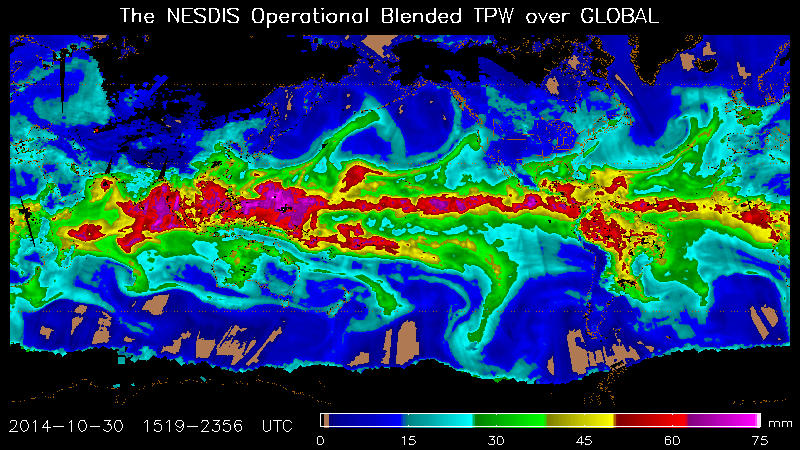 The NESDIS Operational Blended TPW over GLOBAL
2014-10-30 1519-2356 UTC
mm
0 15 30 45 60 75